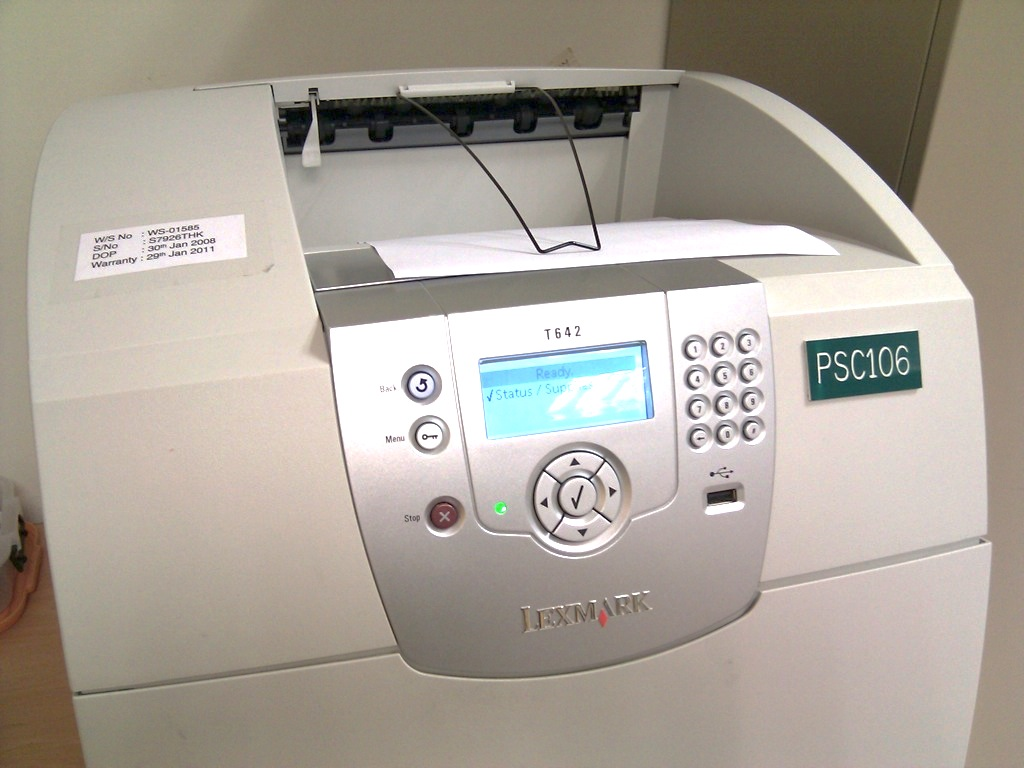 W/S No : WS-01585
S/No : S7926THK
DOP : 30th Jan 2008
Warranty : 29th Jan 2011
T642
Ready
✓Status / Supplies
Back
Menu
Stop
1 2 3
4 5 6
7 8 9
0 #
PSC106
LEXMARK